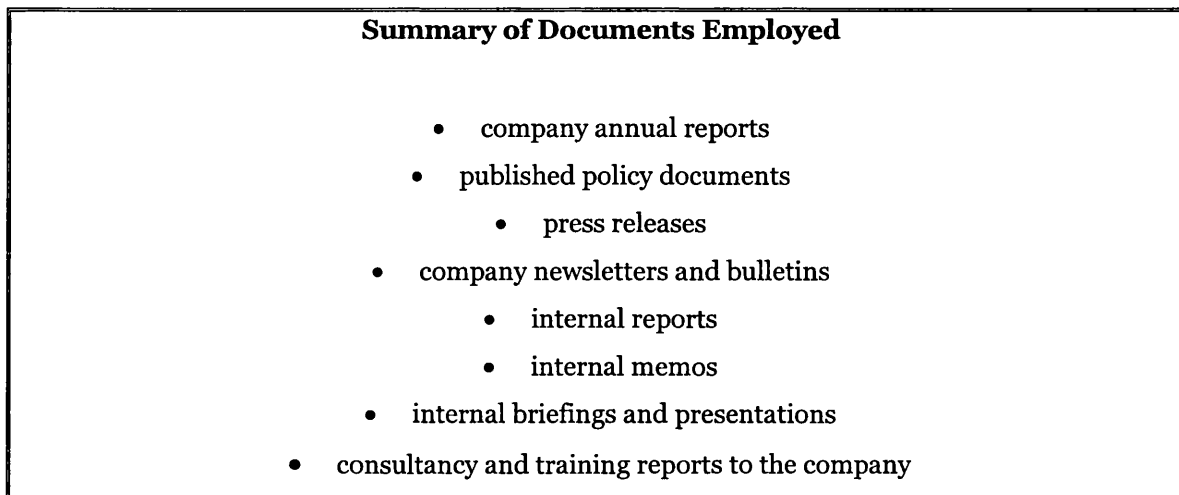 Summary of Documents Employed
• company annual reports
• published policy documents
• press releases
• company newsletters and bulletins
• internal reports
• internal memos
• internal briefings and presentations
• consultancy and training reports to the company